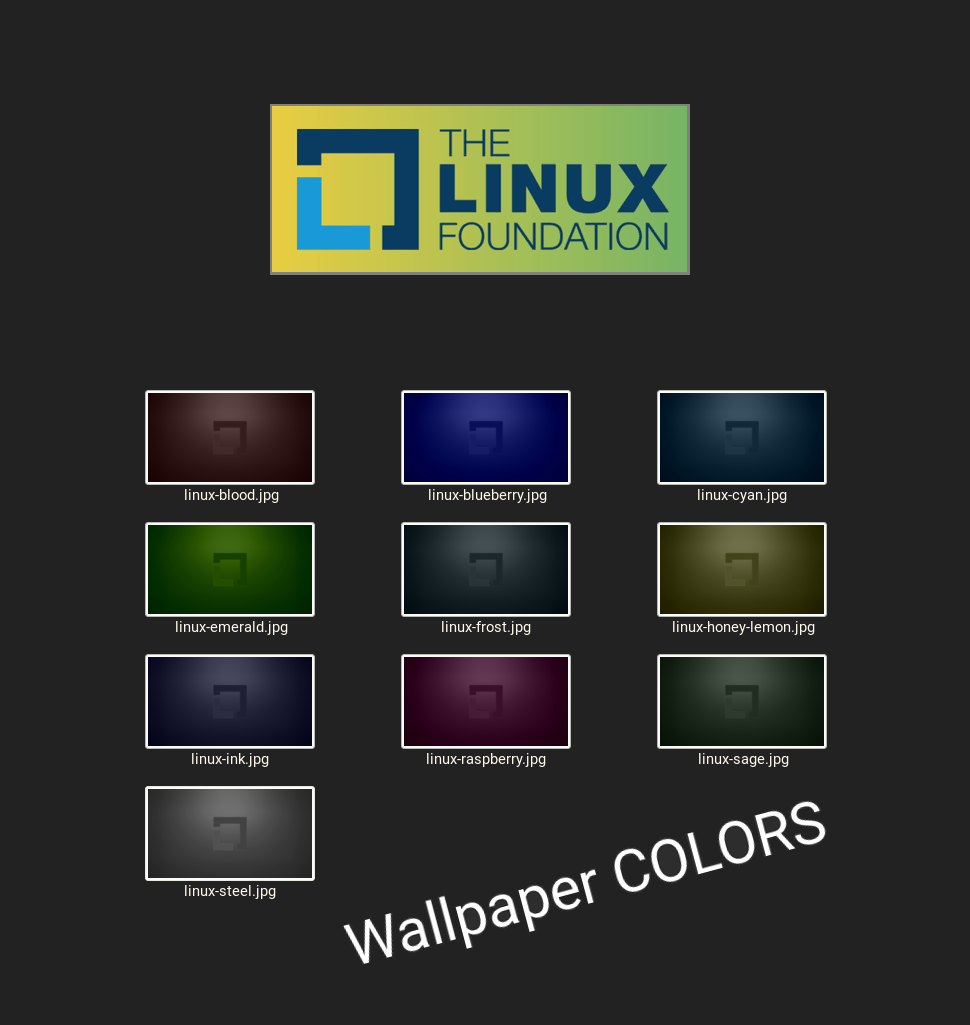 THE
LINUX
FOUNDATION
linux-blood.jpg
linux-blueberry.jpg
linux-cyan.jpg
linux-emerald.jpg
linux-frost.jpg
linux-honey-lemon.jpg
linux-ink.jpg
linux-raspberry.jpg
linux-sage.jpg
linux-steel.jpg
Wallpaper COLORS